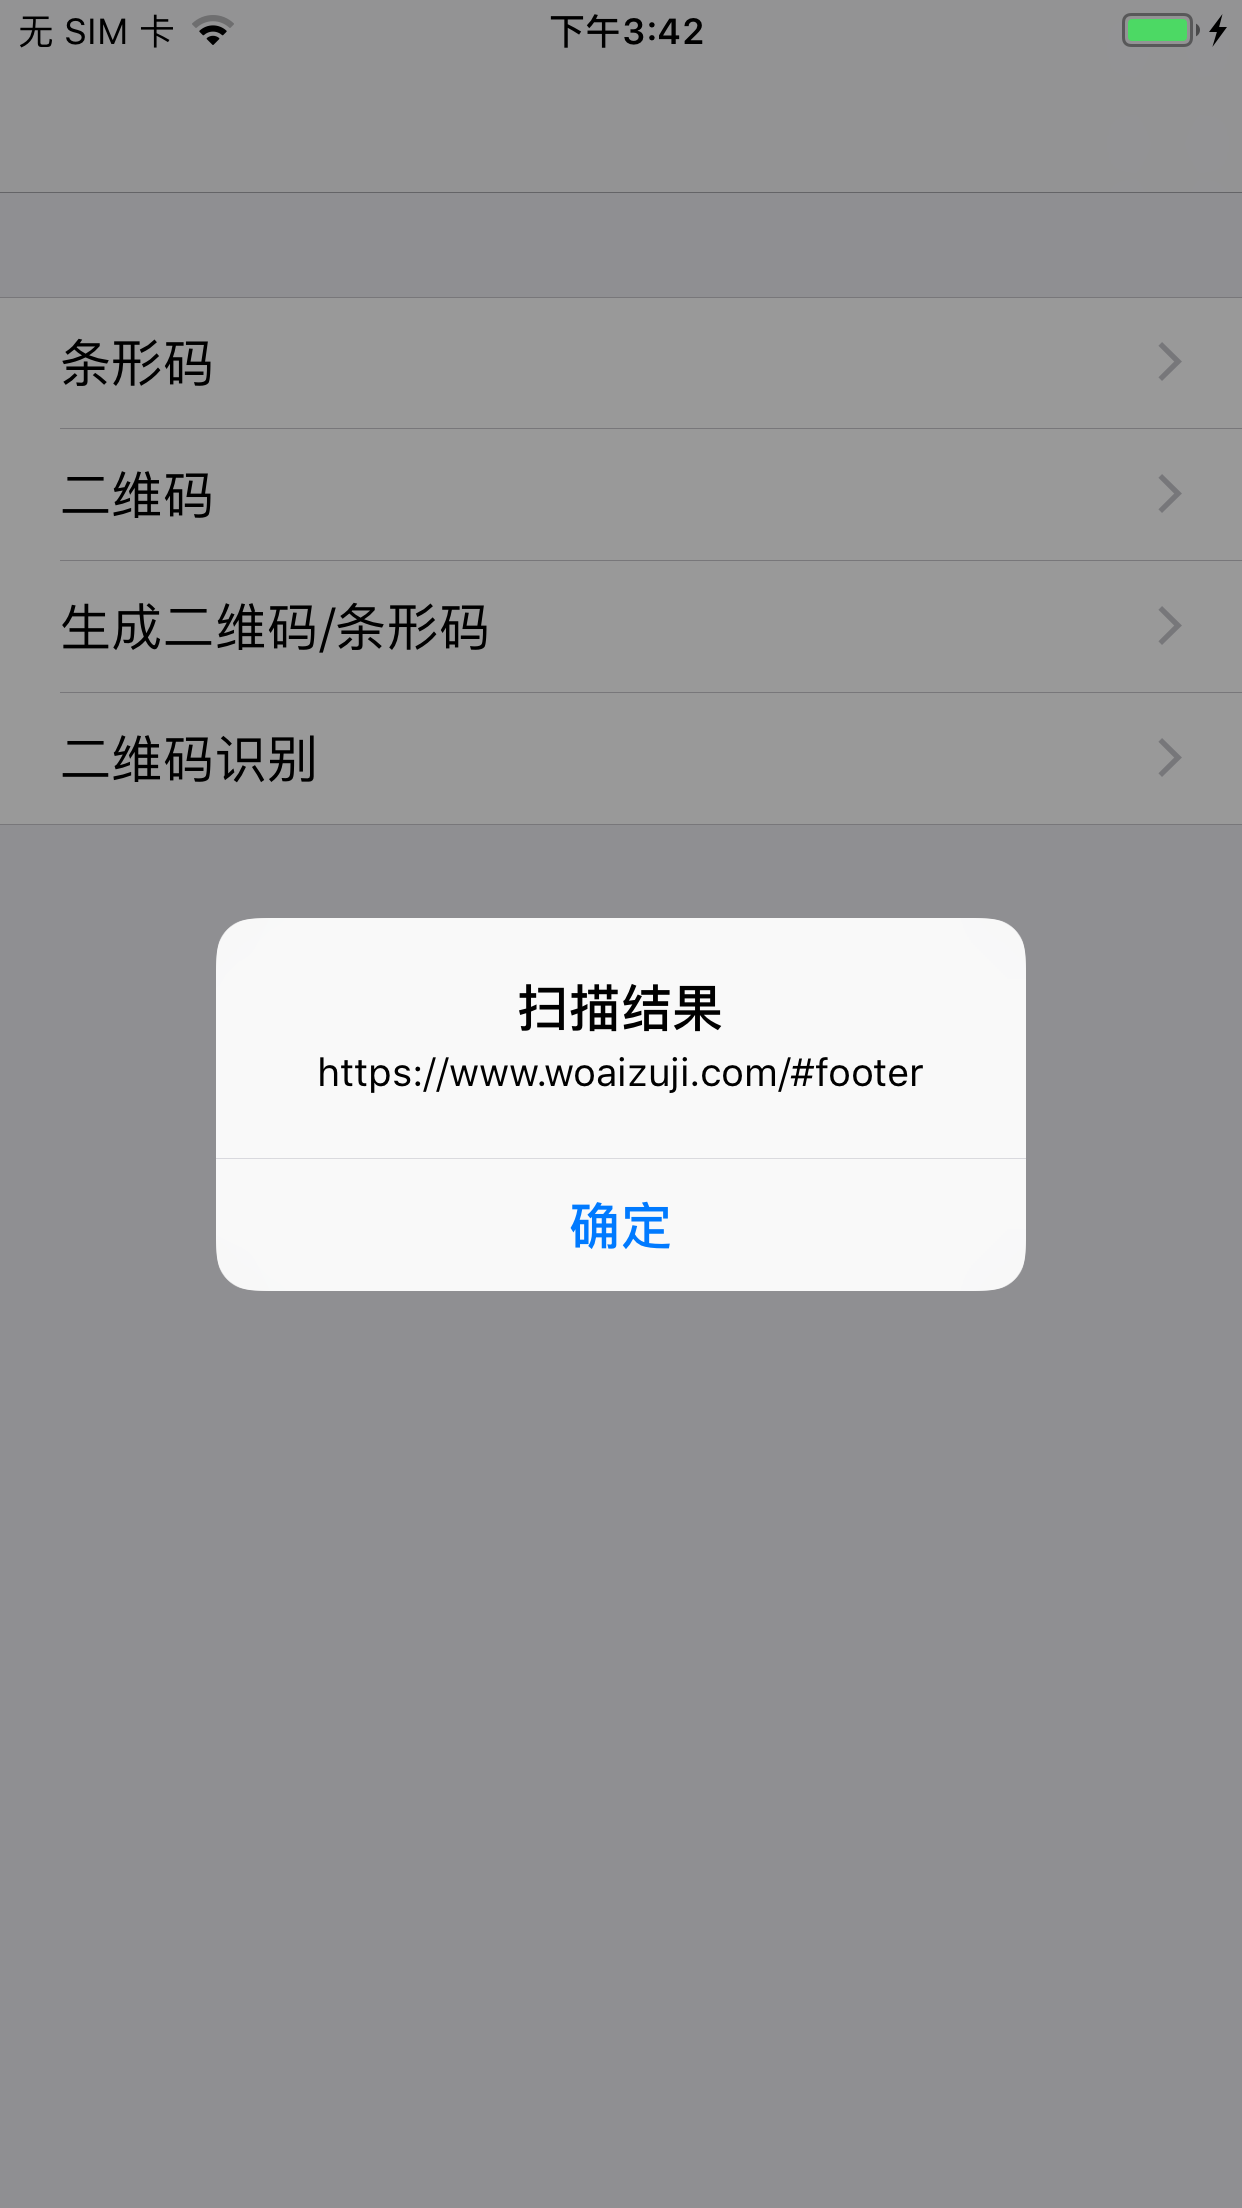 无 SIM 卡
下午3:42
条形码
二维码
生成二维码/条形码
二维码识别
扫描结果
https://www.woaizuji.com/#footer
确定